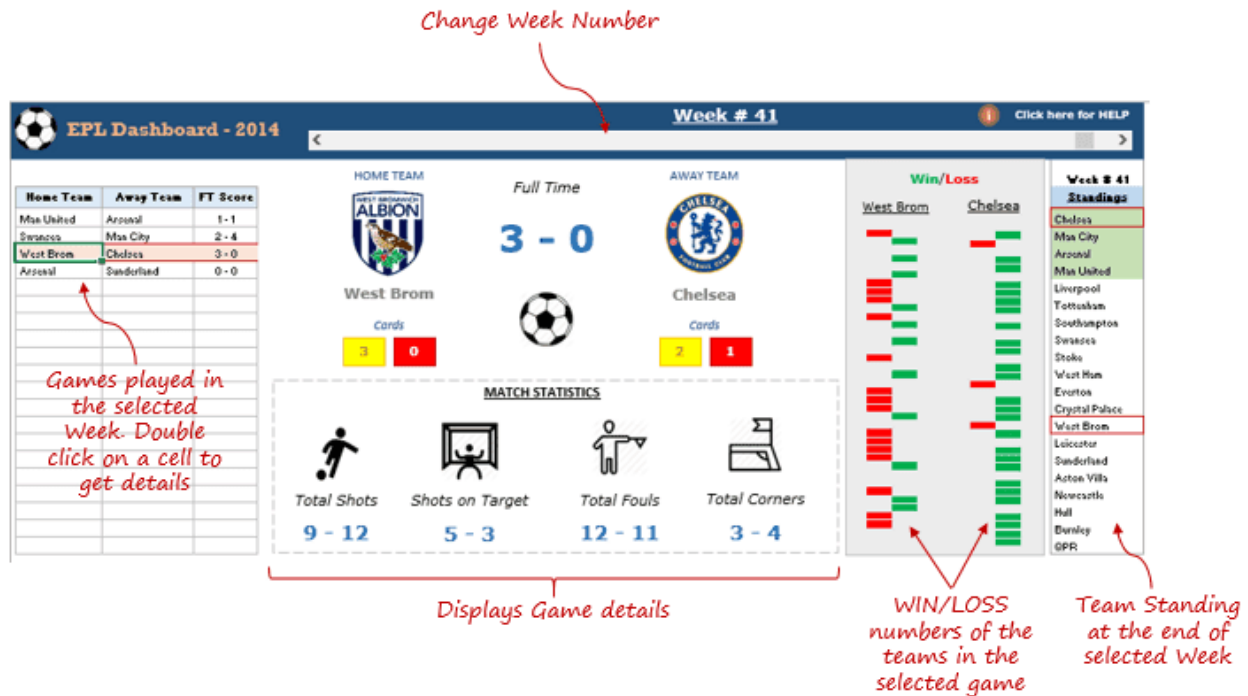 Change Week Number
EPL Dashboard - 2014
Week # 41
i
Click here for HELP
<
>
Home Team Away Team FT Score
Man United Arsenal 1 - 1
Swansea Man City 2 - 4
West Brom Chelsea 3 - 0
Arsenal Sunderland 0 - 0
Games played in
the selected
Week. Double
click on a cell to
get details
HOME TEAM
Full Time
AWAY TEAM
WEST BROMWICH
ALBION
3 - 0
CHELSEA
FOOTBALL CLUB
West Brom
Chelsea
Cards
Cards
3 0
2 1
MATCH STATISTICS
Total Shots
Shots on Target
Total Fouls
Total Corners
9 - 12
5 - 3
12 - 11
3 - 4
Displays Game details
Win/Loss
West Brom
Chelsea
WIN/LOSS
numbers of the
teams in the
selected game
Week # 41
Standings
Chelsea
Man City
Arsenal
Man United
Liverpool
Tottenham
Southampton
Swansea
Stoke
West Ham
Everton
Crystal Palace
West Brom
Leicester
Sunderland
Aston Villa
Newcastle
Hull
Burnley
QPR
Team Standing
at the end of
selected Week